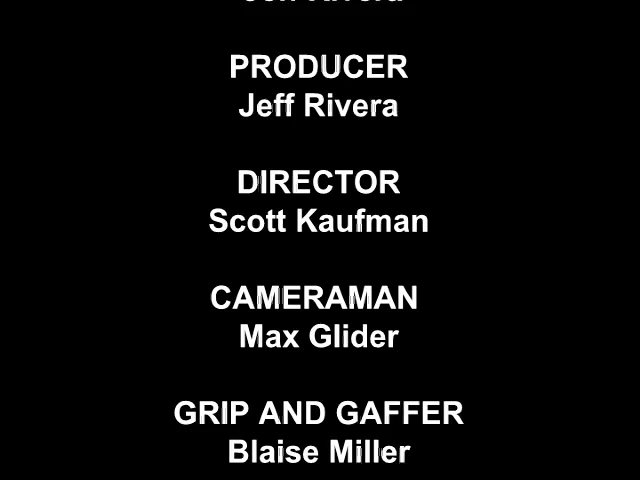 PRODUCER
Jeff Rivera
DIRECTOR
Scott Kaufman
CAMERAMAN
Max Glider
GRIP AND GAFFER
Blaise Miller